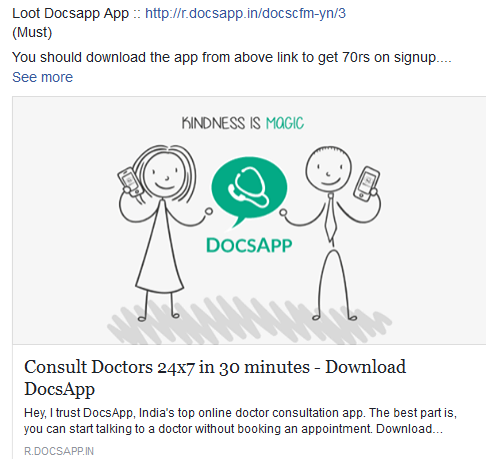 Loot Docsapp App :: http://r.docsapp.in/docscfm-yn/3
(Must)
You should download the app from above link to get 70rs on signup....
See more
KINDNESS IS MAGIC
DOCSAPP
Consult Doctors 24x7 in 30 minutes - Download
DocsApp
Hey, I trust DocsApp, India's top online doctor consultation app. The best part is,
you can start talking to a doctor without booking an appointment. Download...
R.DOCSAPP.IN